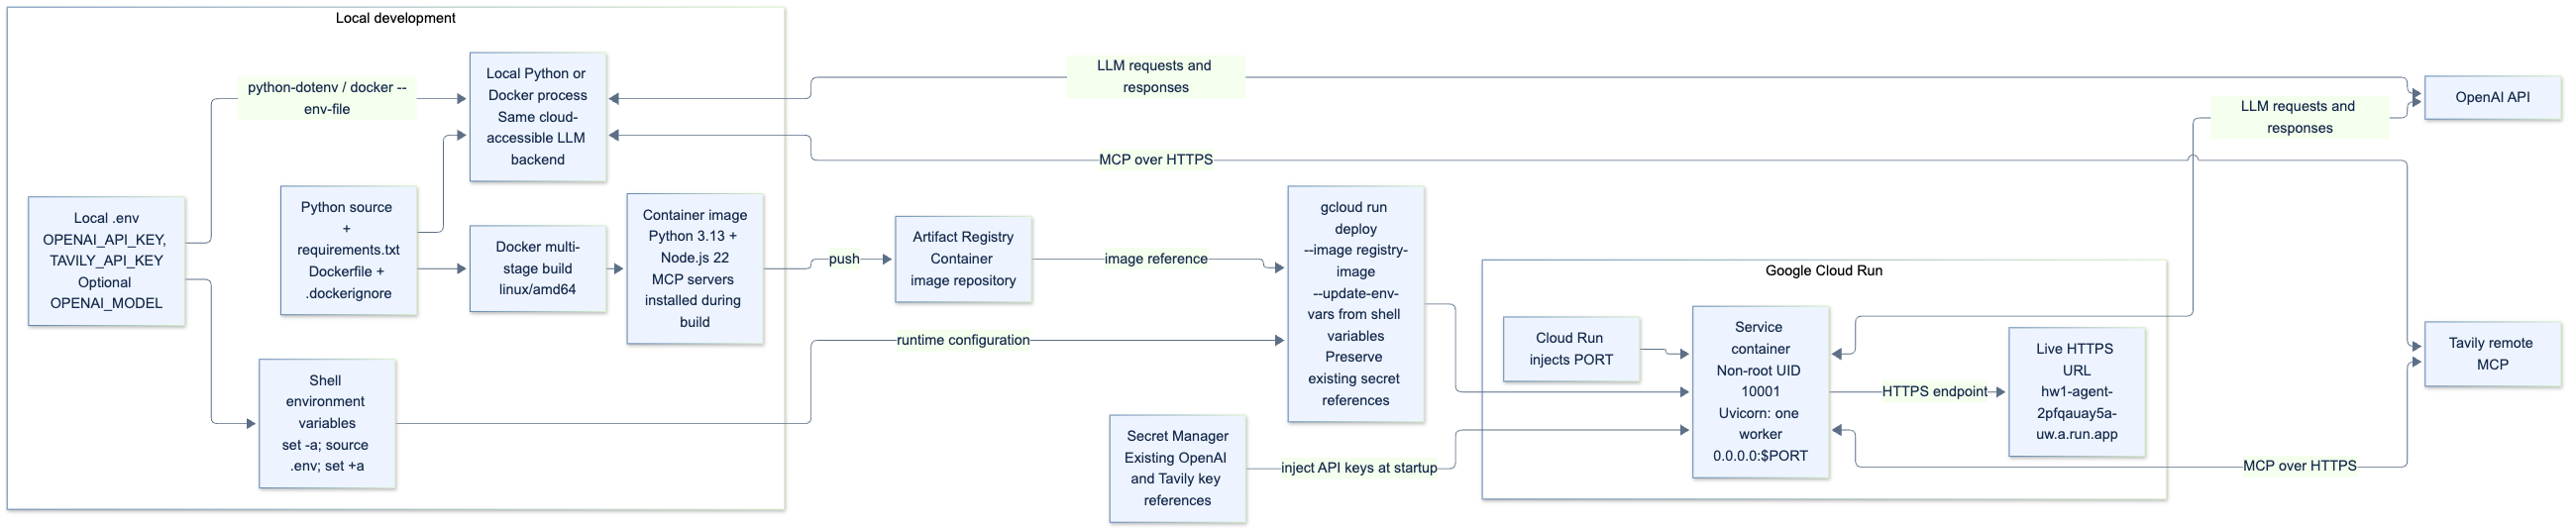 Local development
python-dotenv / docker --
env-file
Local Python or
Docker process
Same cloud-
accessible LLM
backend
Local .env
OPENAI_API_KEY,
TAVILY_API_KEY
Optional
OPENAI_MODEL
Python source
+
requirements.txt
Dockerfile +
.dockerignore
Docker multi-
stage build
linux/amd64
Container image
Python 3.13 +
Node.js 22
MCP servers
installed during
build
Shell
environment
variables
set -a; source
.env; set +a
push
Artifact Registry
Container
image repository
image reference
runtime configuration
LLM requests and
responses
MCP over HTTPS
gcloud run
deploy
--image registry-
image
--update-env-
vars from shell
variables
Preserve
existing secret
references
Secret Manager
Existing OpenAI
and Tavily key
references
inject API keys at startup
Google Cloud Run
Cloud Run
injects PORT
Service
container
Non-root UID
10001
Uvicorn: one
worker
0.0.0.0:$PORT
HTTPS endpoint
Live HTTPS
URL
hw1-agent-
2pfqauay5a-
uw.a.run.app
LLM requests and
responses
MCP over HTTPS
OpenAI API
Tavily remote
MCP